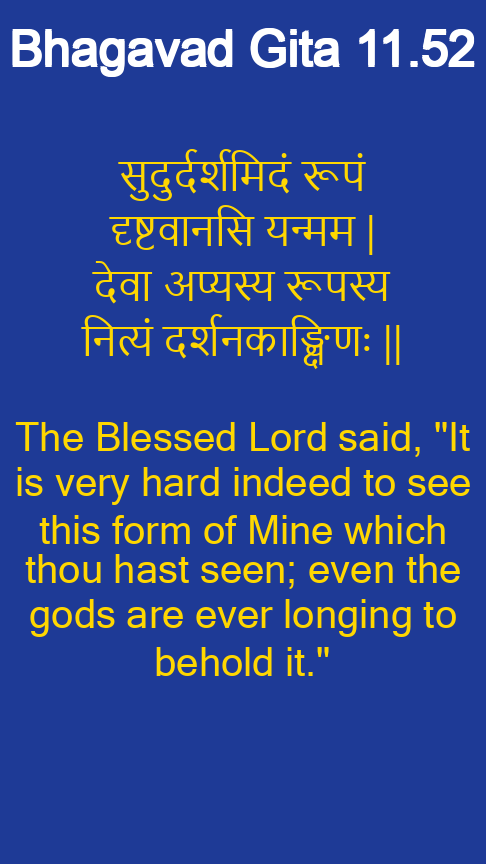 Bhagavad Gita 11.52
सुदुर्दर्शमिदं रूपं
दृष्टवानसि यन्मम |
देवा अप्यस्य रूपस्य
नित्यं दर्शनकाङ्क्षिणः ||
The Blessed Lord said, "It
is very hard indeed to see
this form of Mine which
thou hast seen; even the
gods are ever longing to
behold it."